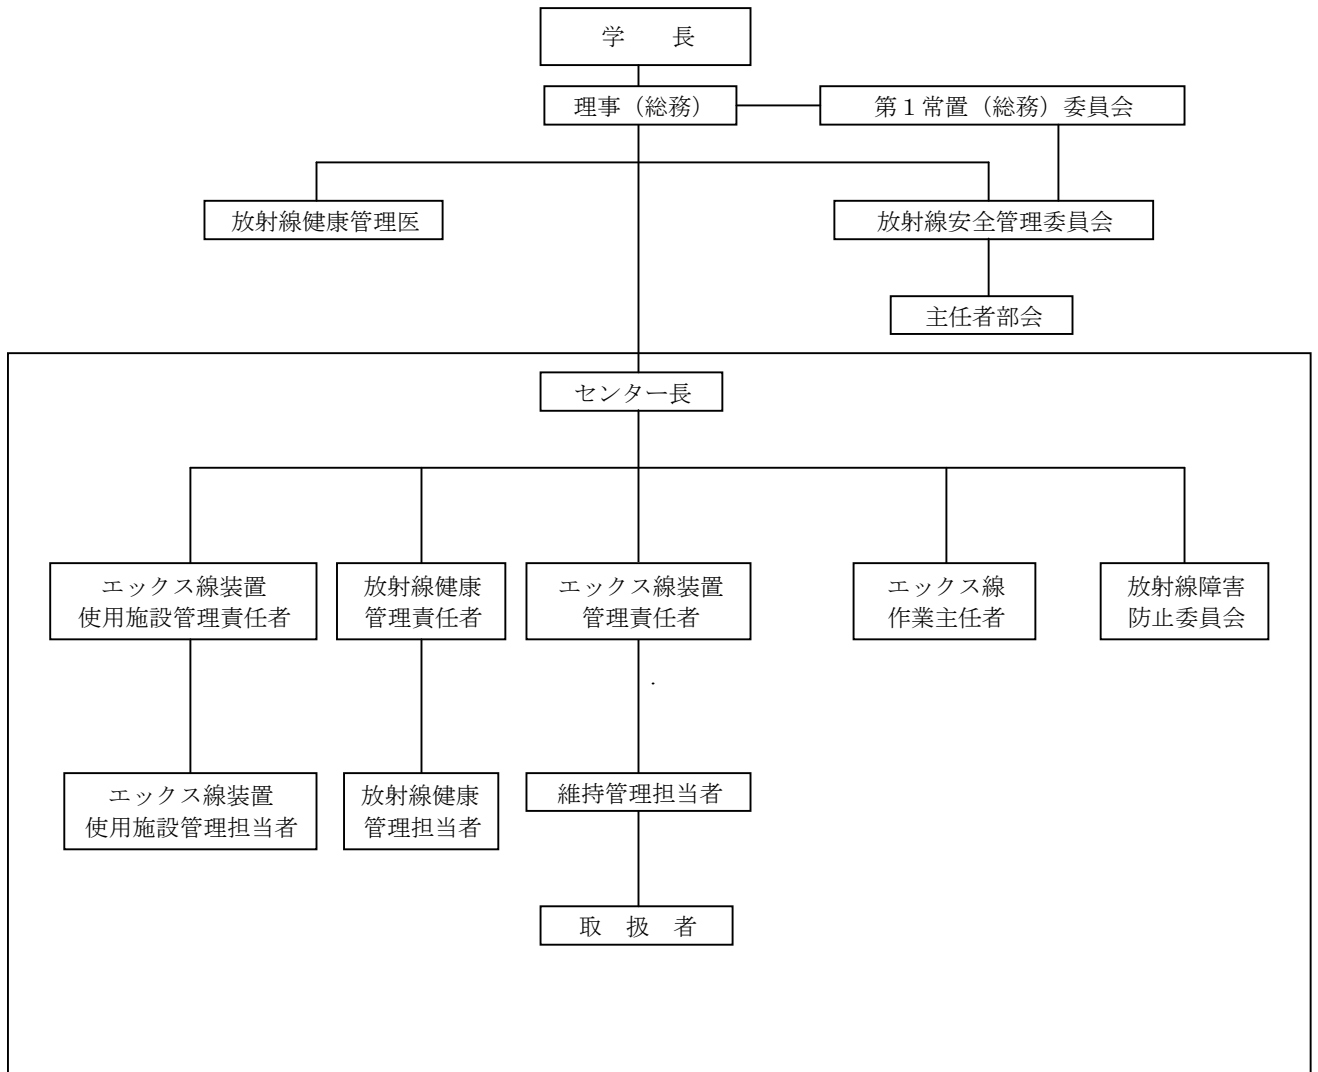 学　　長
理事（総務）
第１常置（総務）委員会
放射線健康管理医
放射線安全管理委員会
主任者部会
センター長
エックス線装置
使用施設管理責任者
放射線健康
管理責任者
エックス線装置
管理責任者
エックス線
作業主任者
放射線障害
防止委員会
エックス線装置
使用施設管理担当者
放射線健康
管理担当者
維持管理担当者
取　扱　者